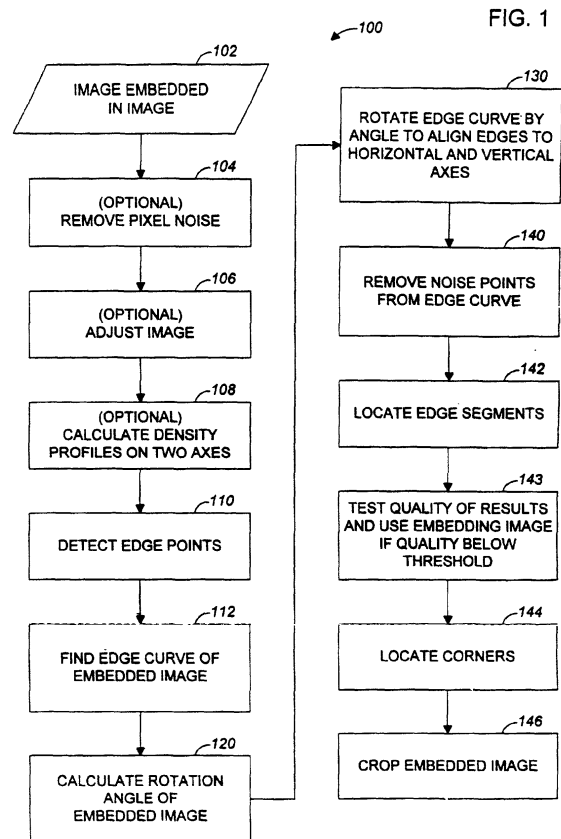 FIG. 1
100
102
IMAGE EMBEDDED
IN IMAGE
104
(OPTIONAL)
REMOVE PIXEL NOISE
106
(OPTIONAL)
ADJUST IMAGE
108
(OPTIONAL)
CALCULATE DENSITY
PROFILES ON TWO AXES
110
DETECT EDGE POINTS
112
FIND EDGE CURVE OF
EMBEDDED IMAGE
120
CALCULATE ROTATION
ANGLE OF
EMBEDDED IMAGE
130
ROTATE EDGE CURVE BY
ANGLE TO ALIGN EDGES TO
HORIZONTAL AND VERTICAL
AXES
140
REMOVE NOISE POINTS
FROM EDGE CURVE
142
LOCATE EDGE SEGMENTS
143
TEST QUALITY OF RESULTS
AND USE EMBEDDING IMAGE
IF QUALITY BELOW
THRESHOLD
144
LOCATE CORNERS
146
CROP EMBEDDED IMAGE